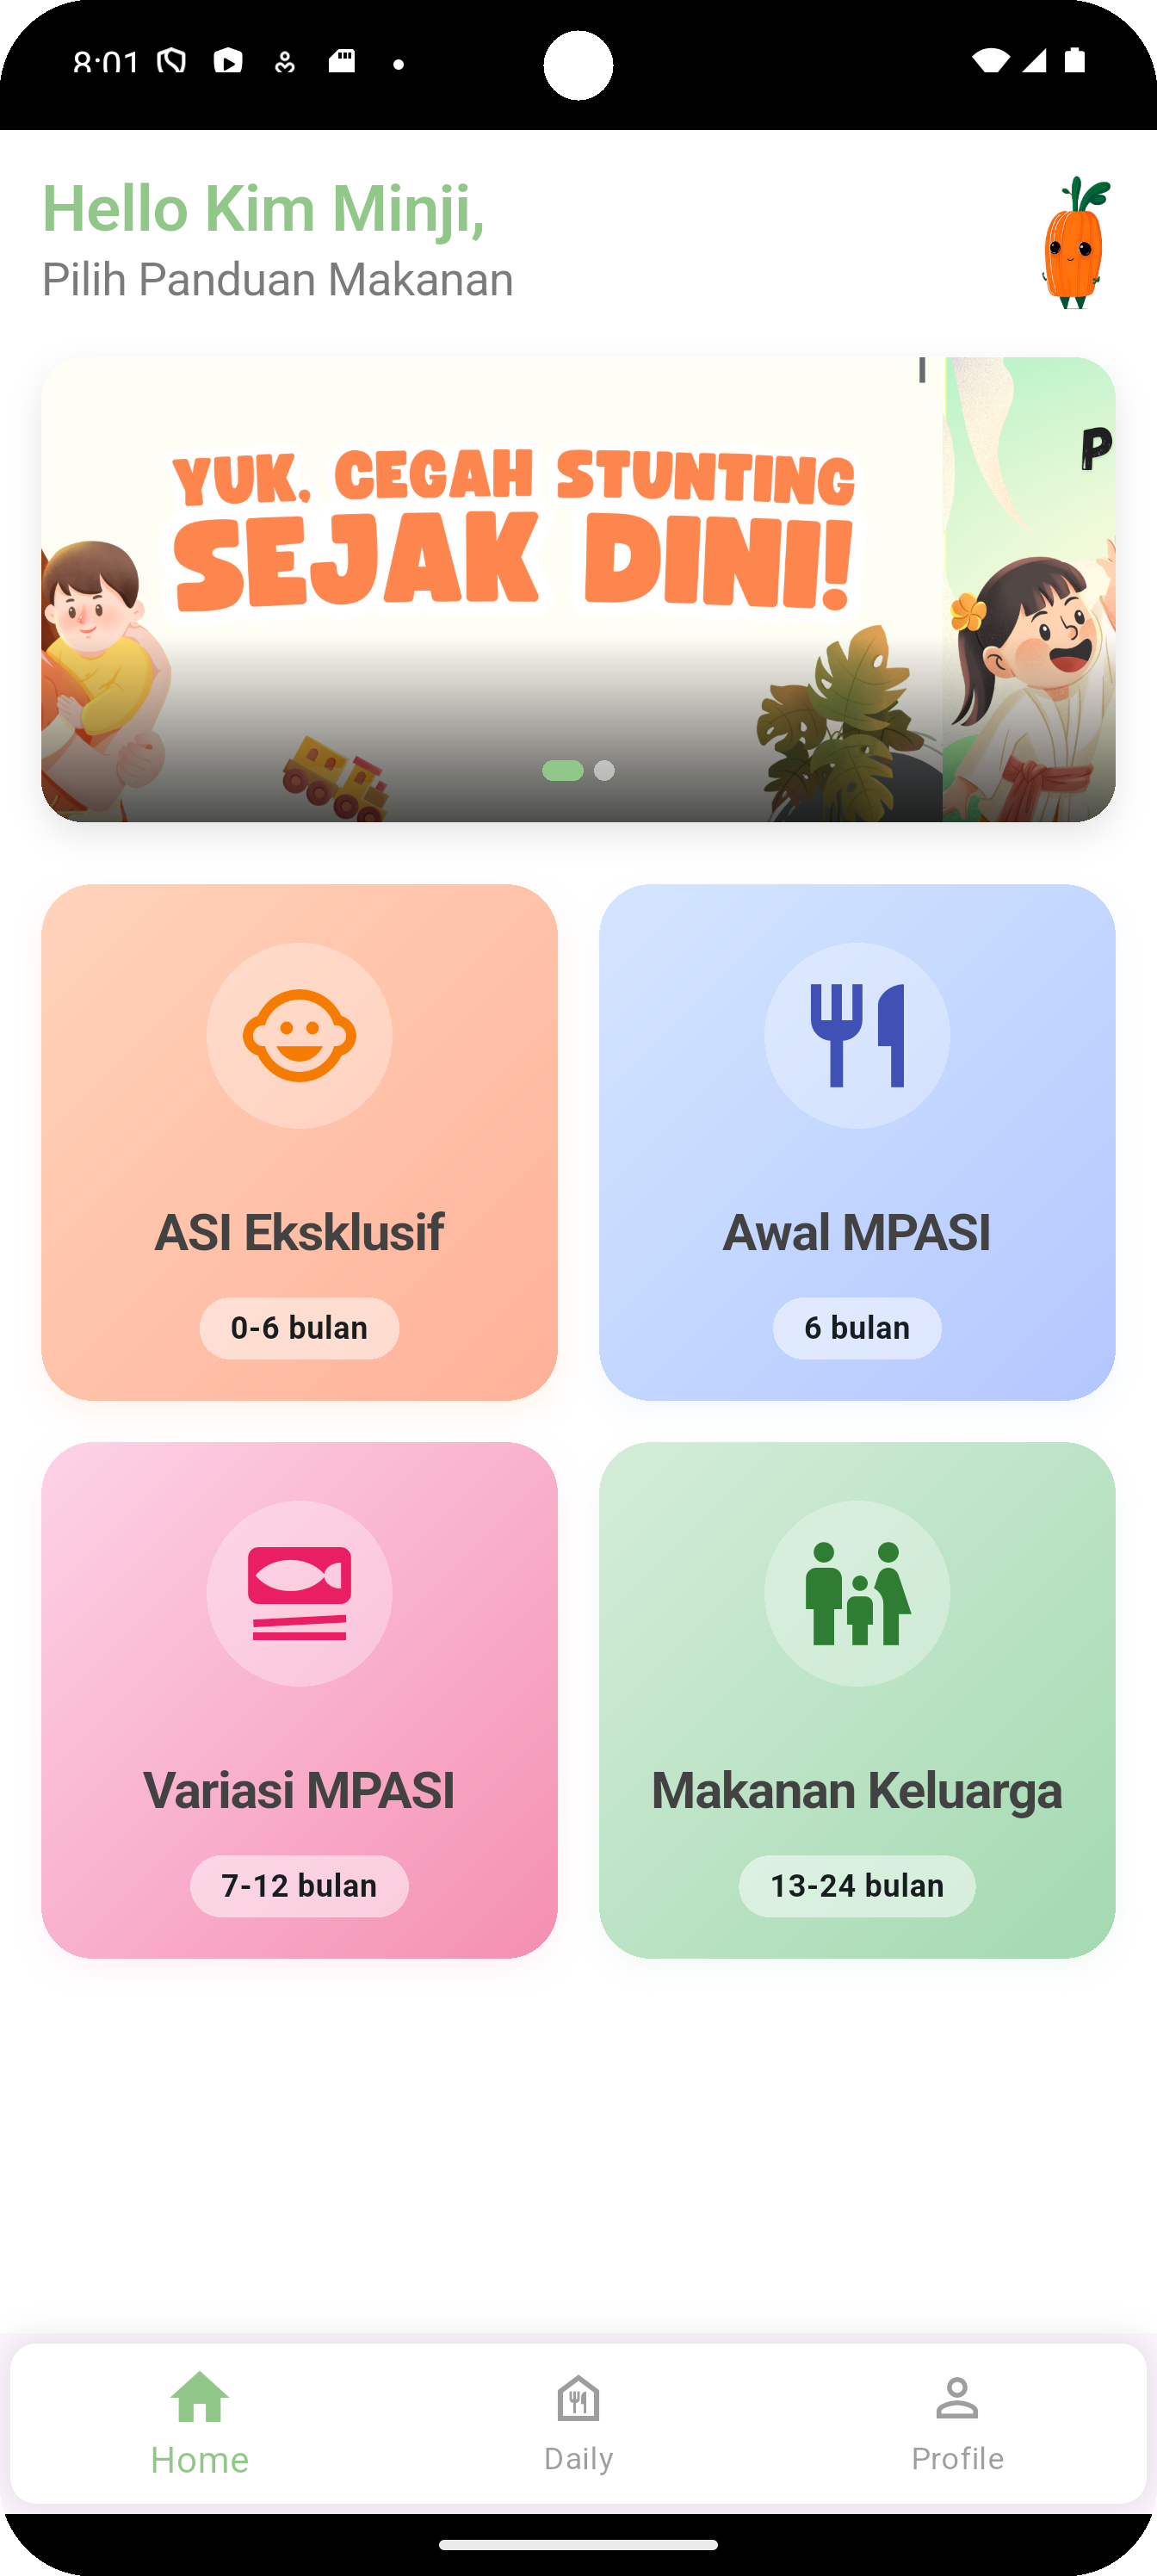 8:01
Hello Kim Minji,
Pilih Panduan Makanan
YUK, CEGAH STUNTING
SEJAK DINI!
P
ASI Eksklusif
0-6 bulan
Awal MPASI
6 bulan
Variasi MPASI
7-12 bulan
Makanan Keluarga
13-24 bulan
Home
Daily
Profile